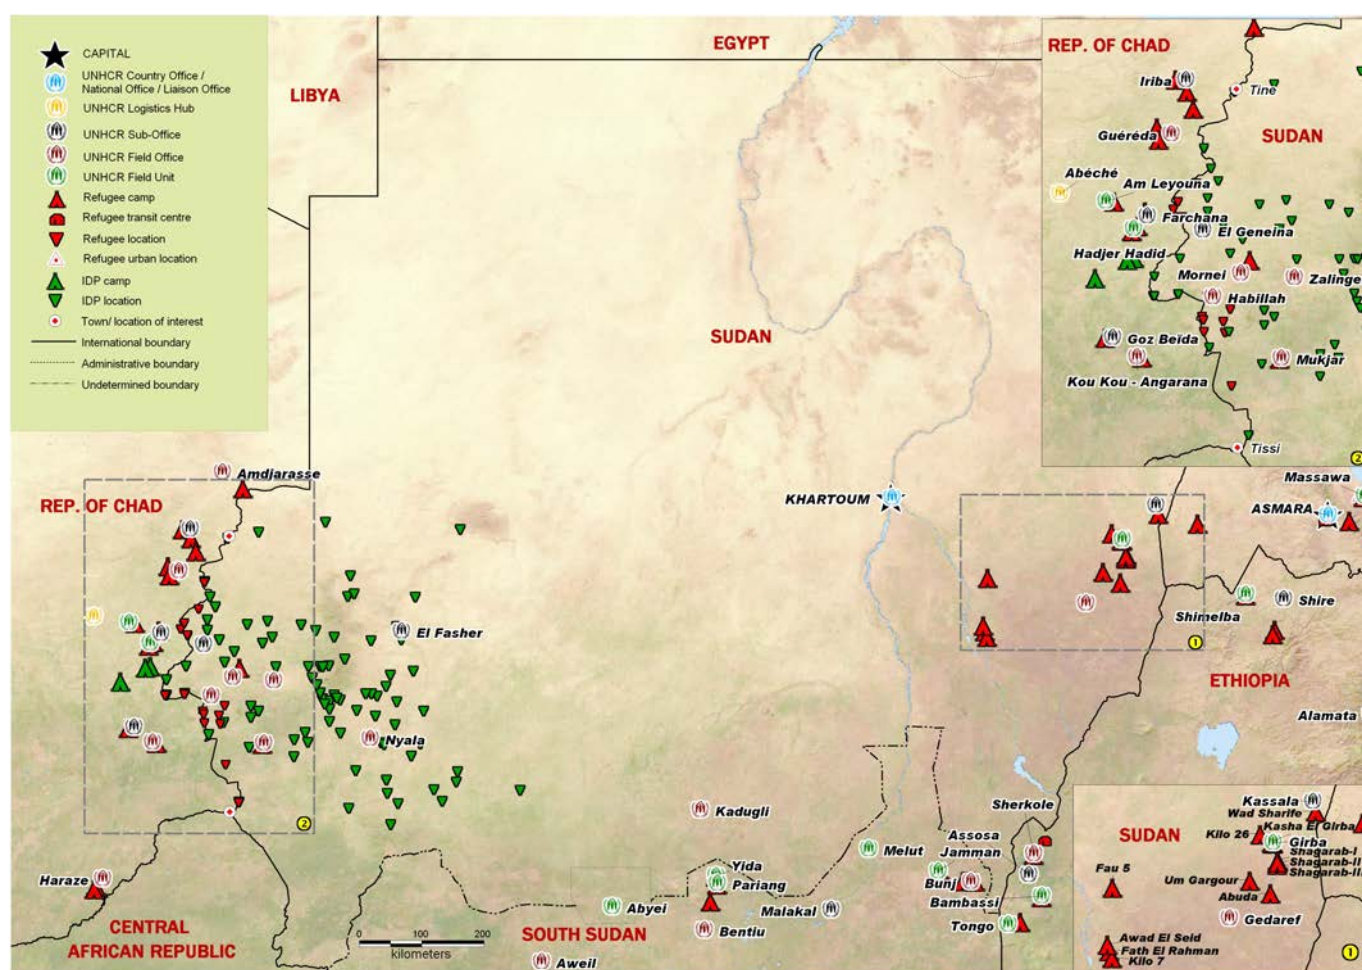 CAPITAL
UNHCR Country Office /
National Office / Liaison Office
UNHCR Logistics Hub
UNHCR Sub-Office
UNHCR Field Office
UNHCR Field Unit
Refugee camp
Refugee transit centre
Refugee location
Refugee urban location
IDP camp
IDP location
Town/ location of interest
International boundary
Administrative boundary
Undetermined boundary
EGYPT
LIBYA
SUDAN
REP. OF CHAD
Iriba
Tine
Guéréda
SUDAN
Abéché
Am Leyouna
Farchana
El Geneina
Hadjer Hadid
Mornei
Zalinge
Habillah
Goz Beïda
Mukjar
Kou Kou - Angarana
Tissi
2
Amdjarasse
REP. OF CHAD
KHARTOUM
Massawa
ASMARA
El Fasher
Shimelba
Shire
1
ETHIOPIA
Alamata
Nyala
2
Kadugli
Sherkole
Assosa
Jamman
Melut
Yida
Pariang
Bunj
Bambassi
Haraze
Abyei
Malakal
Tongo
CENTRAL
AFRICAN REPUBLIC
0 100 200
kilometers
SOUTH SUDAN
Bentiu
Aweil
Kassala
Wad Sharife
SUDAN
Kilo 26
Kasha El Girba
Girba
Shagarab-I
Shagarab-II
Shagarab-II
Fau 5
Um Gargour
Abuda
Gedaref
Awad El Seid
Fath El Rahman
Kilo 7
1